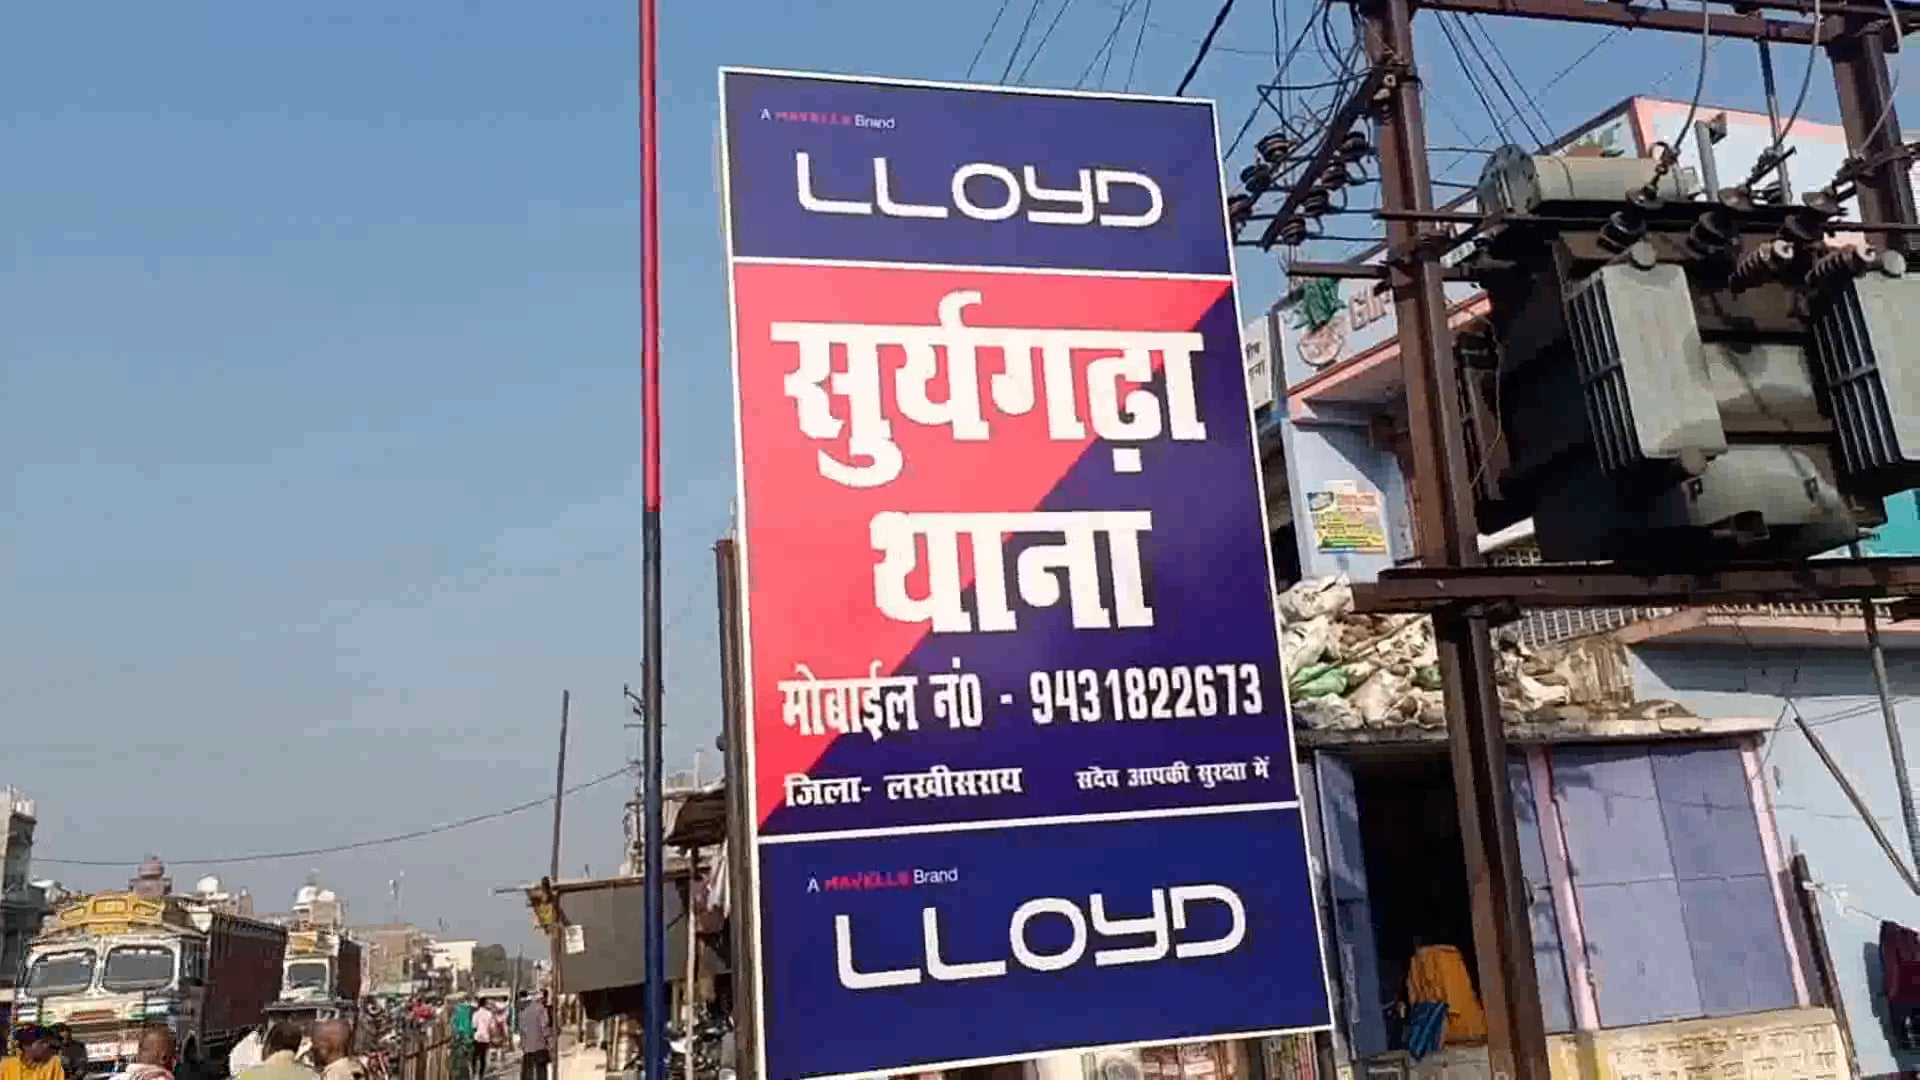 A HAVELLS Brand
LLOYD
सुर्यगढ़ा
थाना
मोबाईल नं0 - 9431822673
जिला- लखीसराय सदैव आपकी सुरक्षा में
A HAVELLS Brand
LLOYD